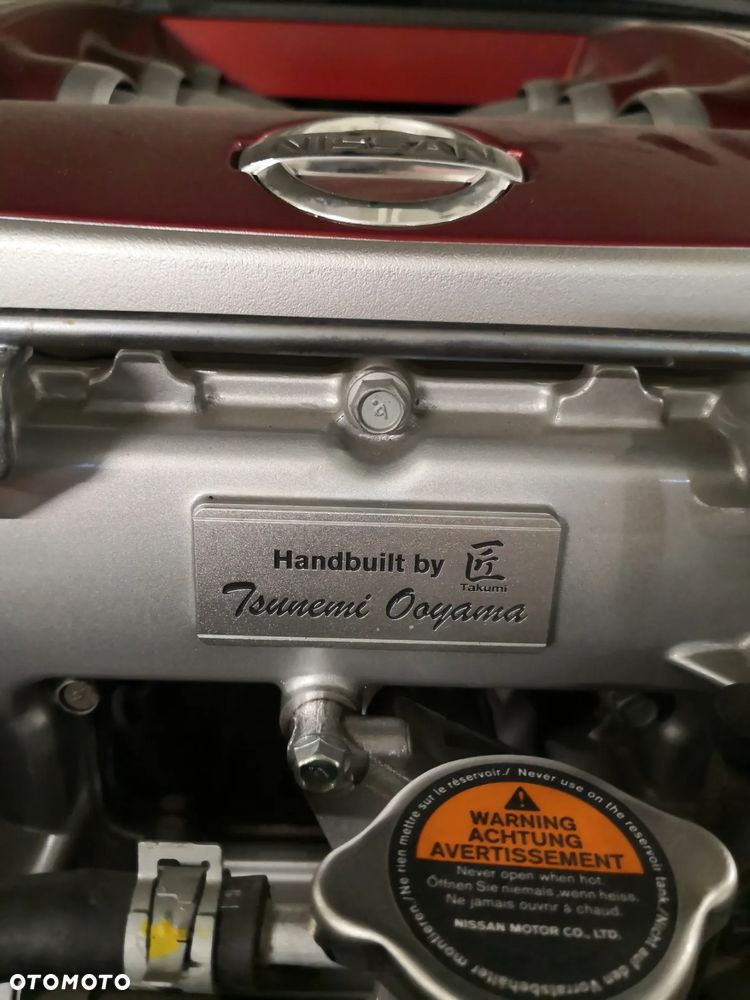 NISSAN
Handbuilt by 匠
Takumi
Tsunemi Ooyama
/Ne rien mettre sur le réservoir./ Never use on the reservoir tank/Nicht auf den Vorratsbehälter montieren
WARNING
ACHTUNG
AVERTISSEMENT
Never open when hot.
Öffnen Sie niemals,wenn heiss.
Ne jamais ouvrir à chaud.
NISSAN MOTOR CO., LTD.
OTOMOTO